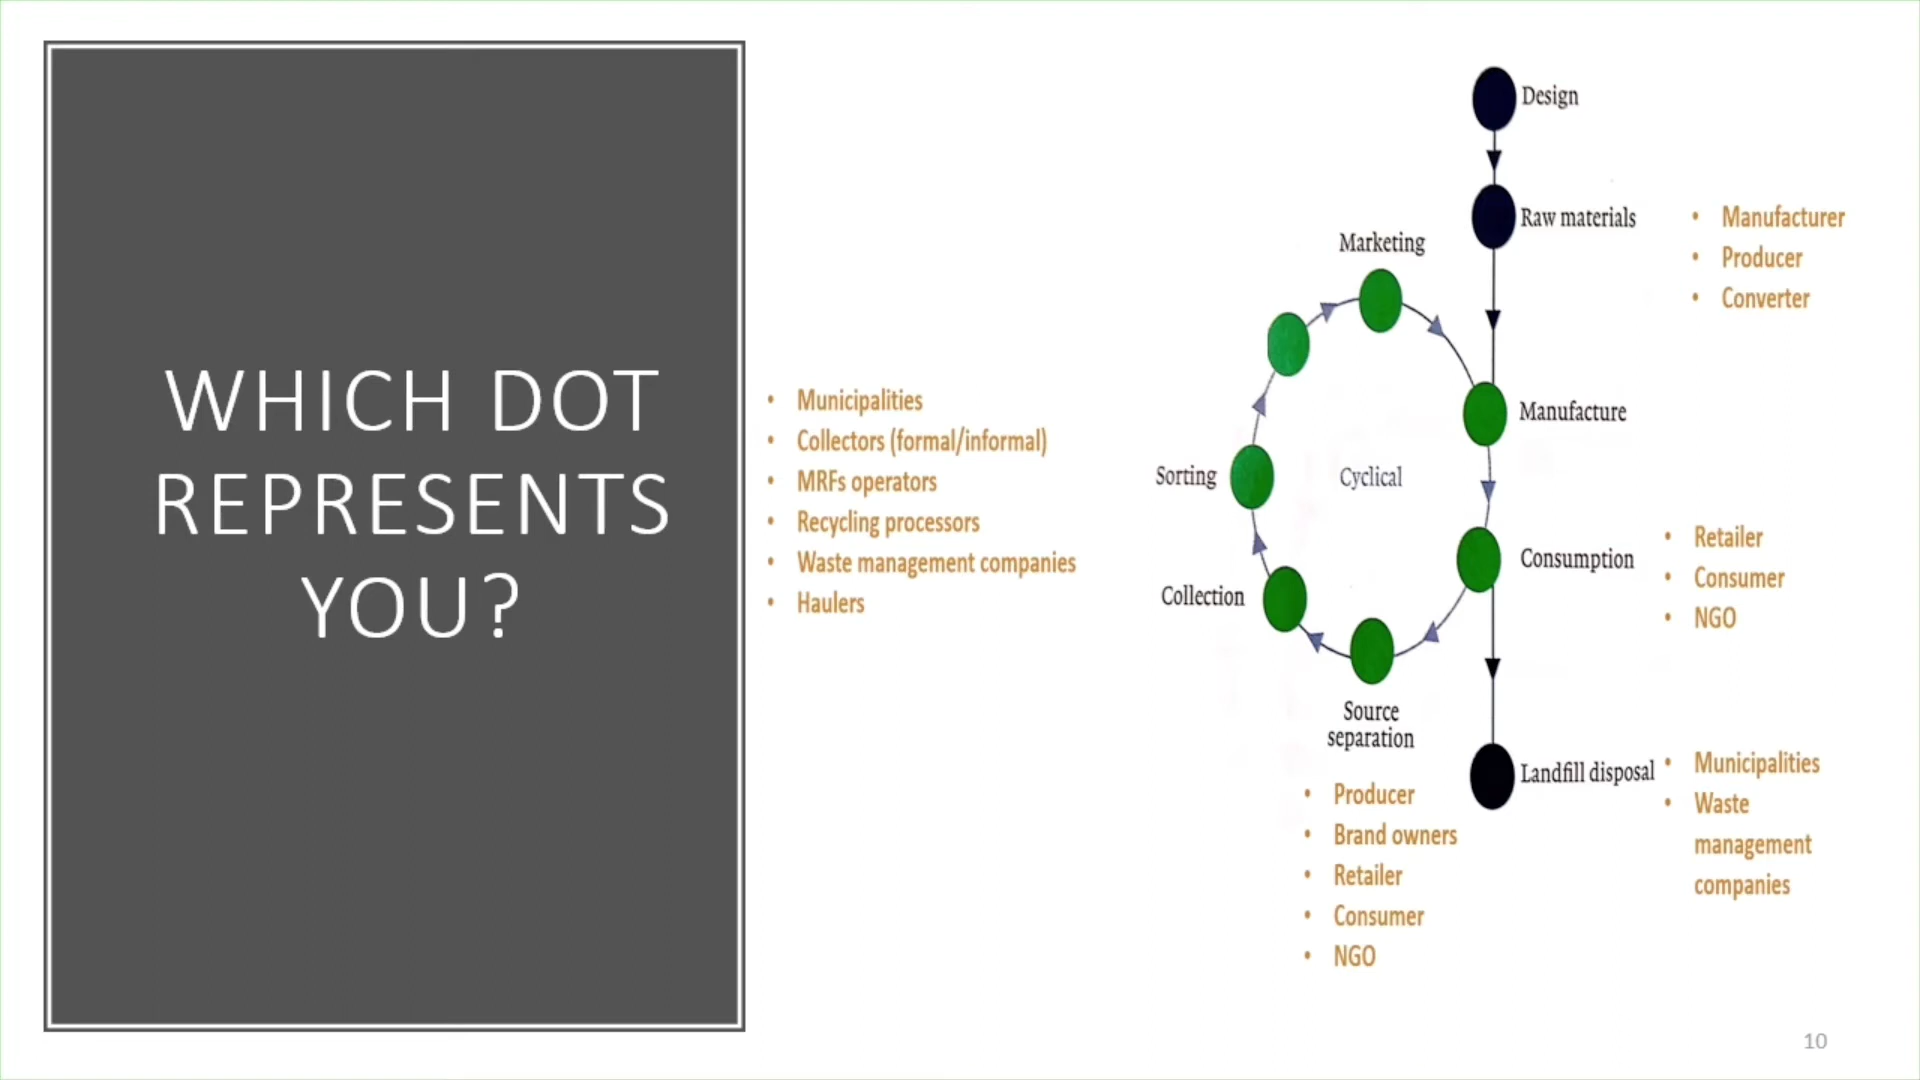 WHICH DOT
REPRESENTS
YOU?
• Municipalities
• Collectors (formal/informal)
• MRFs operators
• Recycling processors
• Waste management companies
• Haulers
Design
Raw materials
• Manufacturer
• Producer
• Converter
Marketing
Manufacture
Sorting
Cyclical
Consumption
• Retailer
• Consumer
• NGO
Collection
Source
separation
• Producer
• Brand owners
• Retailer
• Consumer
• NGO
Landfill disposal
• Municipalities
• Waste
management
companies
10